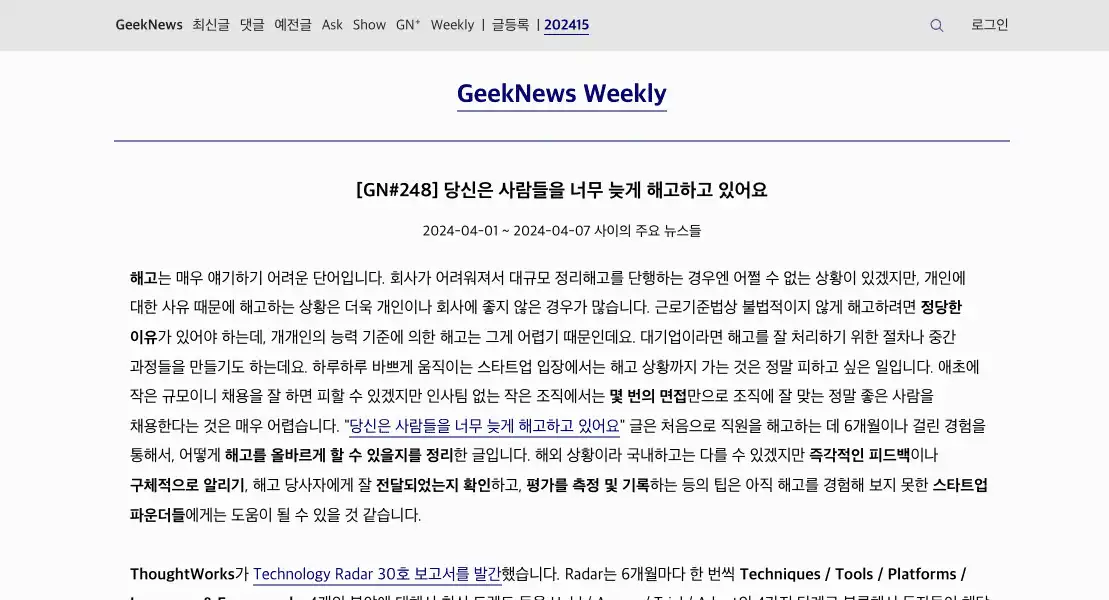 GeekNews 최신글 댓글 예전글 Ask Show GN⁺ Weekly | 글등록 | 202415 로그인
GeekNews Weekly
[GN#248] 당신은 사람들을 너무 늦게 해고하고 있어요
2024-04-01 ~ 2024-04-07 사이의 주요 뉴스들
해고는 매우 얘기하기 어려운 단어입니다. 회사가 어려워져서 대규모 정리해고를 단행하는 경우엔 어쩔 수 없는 상황이 있겠지만, 개인에
대한 사유 때문에 해고하는 상황은 더욱 개인이나 회사에 좋지 않은 경우가 많습니다. 근로기준법상 불법적이지 않게 해고하려면 정당한
이유가 있어야 하는데, 개개인의 능력 기준에 의한 해고는 그게 어렵기 때문인데요. 대기업이라면 해고를 잘 처리하기 위한 절차나 중간
과정들을 만들기도 하는데요. 하루하루 바쁘게 움직이는 스타트업 입장에서는 해고 상황까지 가는 것은 정말 피하고 싶은 일입니다. 애초에
작은 규모이니 채용을 잘 하면 피할 수 있겠지만 인사팀 없는 작은 조직에서는 몇 번의 면접만으로 조직에 잘 맞는 정말 좋은 사람을
채용한다는 것은 매우 어렵습니다. "당신은 사람들을 너무 늦게 해고하고 있어요" 글은 처음으로 직원을 해고하는 데 6개월이나 걸린 경험을
통해서, 어떻게 해고를 올바르게 할 수 있을지를 정리한 글입니다. 해외 상황이라 국내하고는 다를 수 있겠지만 즉각적인 피드백이나
구체적으로 알리기, 해고 당사자에게 잘 전달되었는지 확인하고, 평가를 측정 및 기록하는 등의 팁은 아직 해고를 경험해 보지 못한 스타트업
파운더들에게는 도움이 될 수 있을 것 같습니다.
ThoughtWorks가 Technology Radar 30호 보고서를 발간했습니다. Radar는 6개월마다 한 번씩 Techniques / Tools / Platforms /